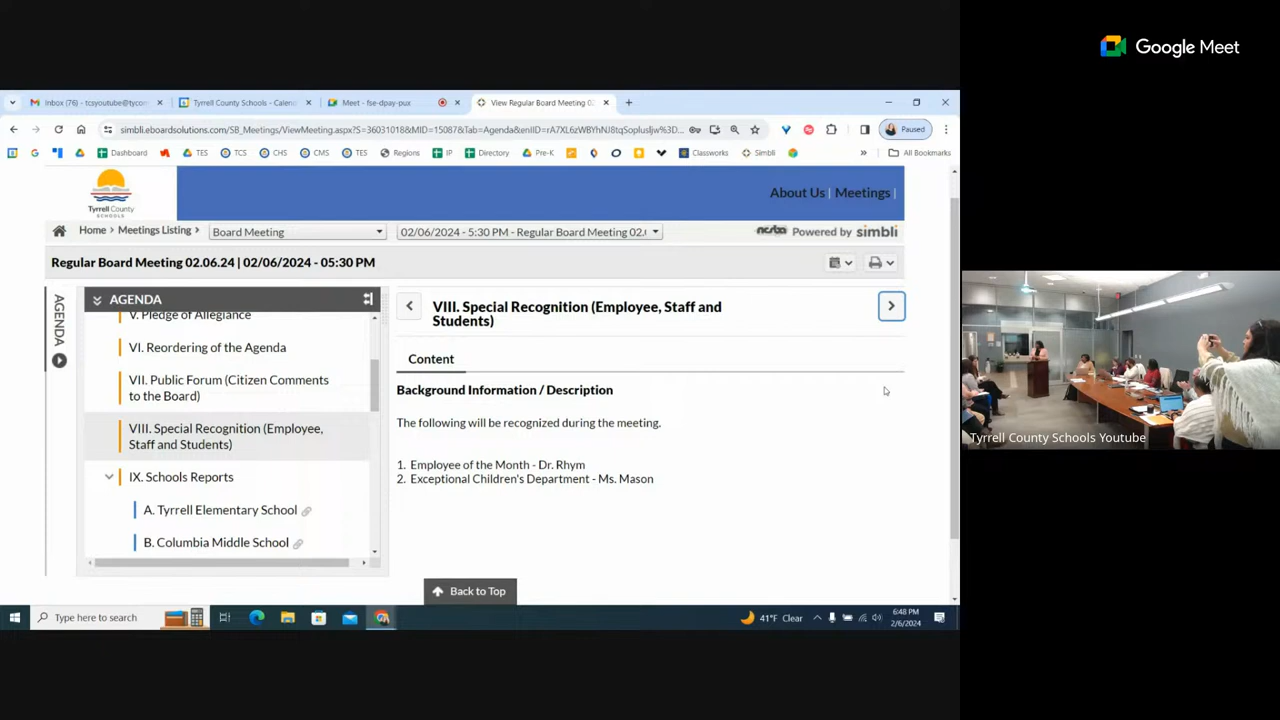 Google Meet
Inbox (76) - tcsyoutube@tycom
Tyrrell County Schools - Calend
Meet - fse-dpay-pux
View Regular Board Meeting 02
simbli.eboardsolutions.com/SB_Meetings/ViewMeeting.aspx?S=36031018&MID=15087&Tab=Agenda&enIID=rA7XL6zWBYhNJ8tqSoplusIjw%3D...
Paused
Dashboard
TES
TCS
CHS
CMS
TES
Regions
IP
Directory
Pre-K
Classworks
Simbli
All Bookmarks
Tyrrell County
SCHOOLS
About Us | Meetings |
Home > Meetings Listing >
Board Meeting
02/06/2024 - 5:30 PM - Regular Board Meeting 02.
ncsba Powered by simbli
Regular Board Meeting 02.06.24 | 02/06/2024 - 05:30 PM
AGENDA
AGENDA
V. Pledge of Allegiance
VI. Reordering of the Agenda
VII. Public Forum (Citizen Comments
to the Board)
VIII. Special Recognition (Employee,
Staff and Students)
IX. Schools Reports
A. Tyrrell Elementary School
B. Columbia Middle School
VIII. Special Recognition (Employee, Staff and
Students)
Content
Background Information / Description
The following will be recognized during the meeting.
1. Employee of the Month - Dr. Rhym
2. Exceptional Children's Department - Ms. Mason
Back to Top
Tyrrell County Schools Youtube
Type here to search
41°F Clear
6:48 PM
2/6/2024